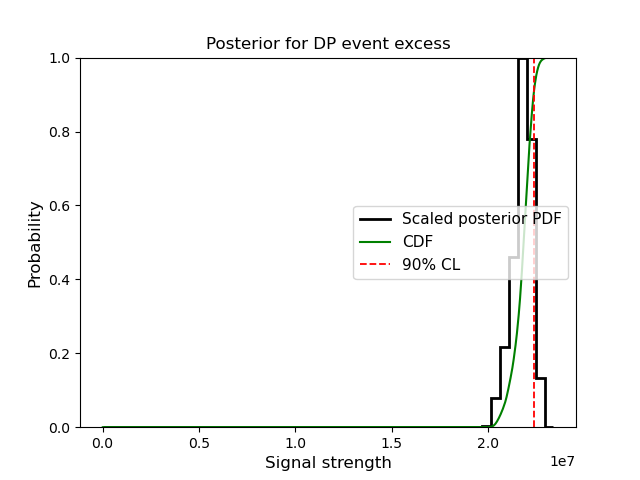 Posterior for DP event excess
1.0
0.8
0.6
0.4
0.2
0.0
Probability
Scaled posterior PDF
CDF
90% CL
0.0 0.5 1.0 1.5 2.0
1e7
Signal strength